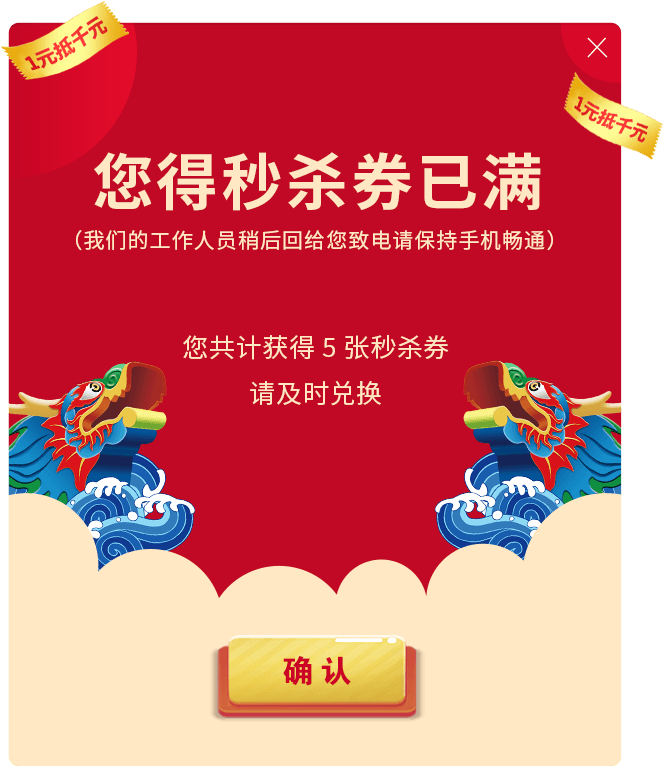 1元抵千元
1元抵千元
您得秒杀券已满
（我们的工作人员稍后回给您致电请保持手机畅通）
您共计获得 5 张秒杀券
请及时兑换
确 认